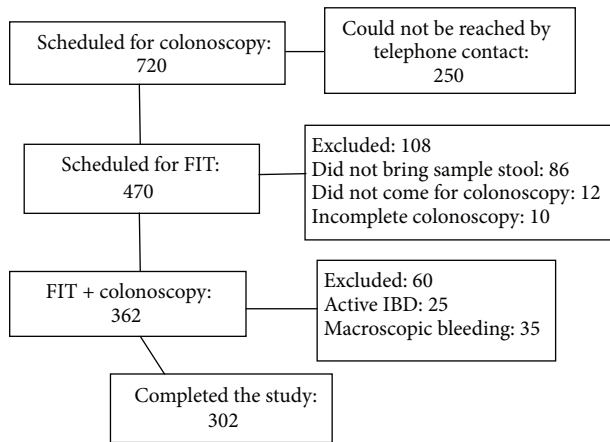 Scheduled for colonoscopy:
720
Could not be reached by
telephone contact:
250
Scheduled for FIT:
470
Excluded: 108
Did not bring sample stool: 86
Did not come for colonoscopy: 12
Incomplete colonoscopy: 10
FIT + colonoscopy:
362
Excluded: 60
Active IBD: 25
Macroscopic bleeding: 35
Completed the study:
302